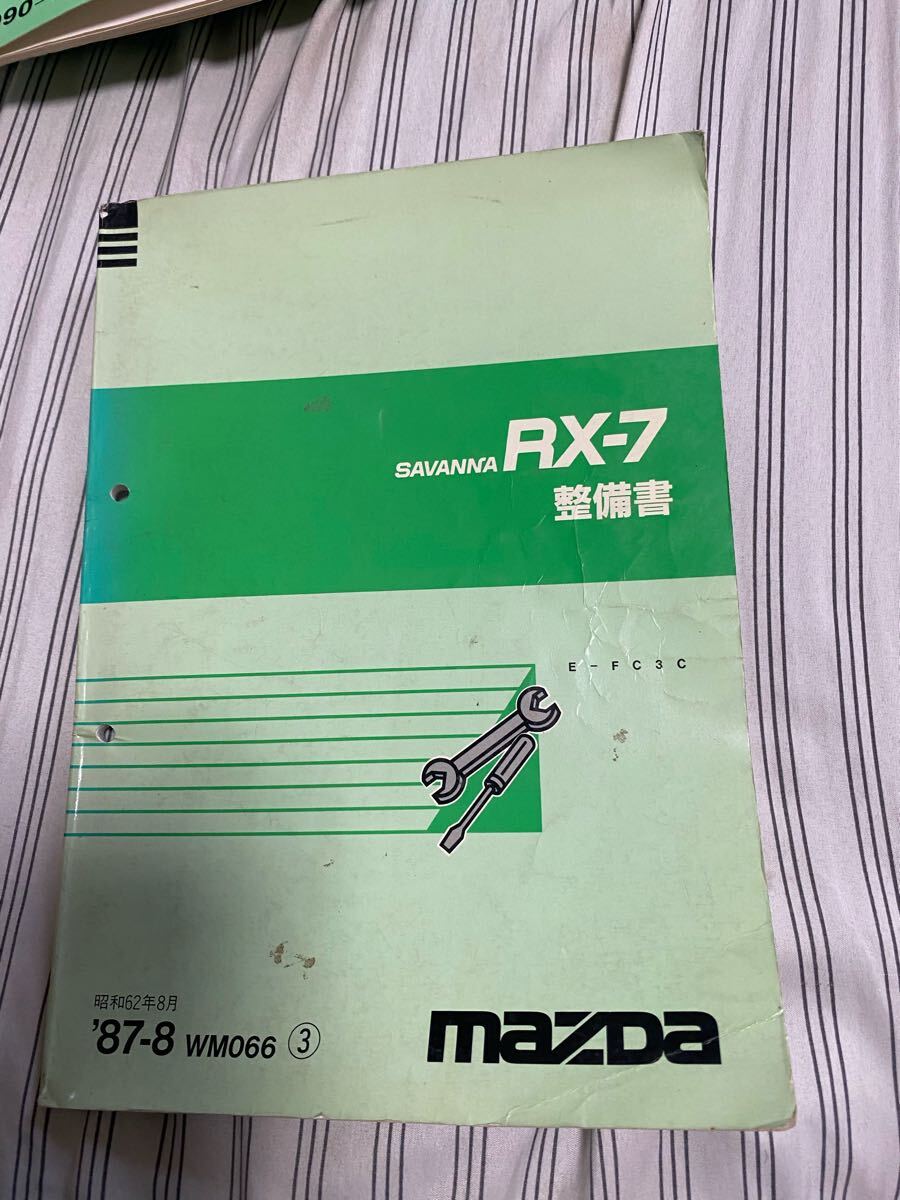 990-
SAVANNA RX-7
整備書
E-FC3C
昭和62年8月
'87-8 WM066 ③
mazda